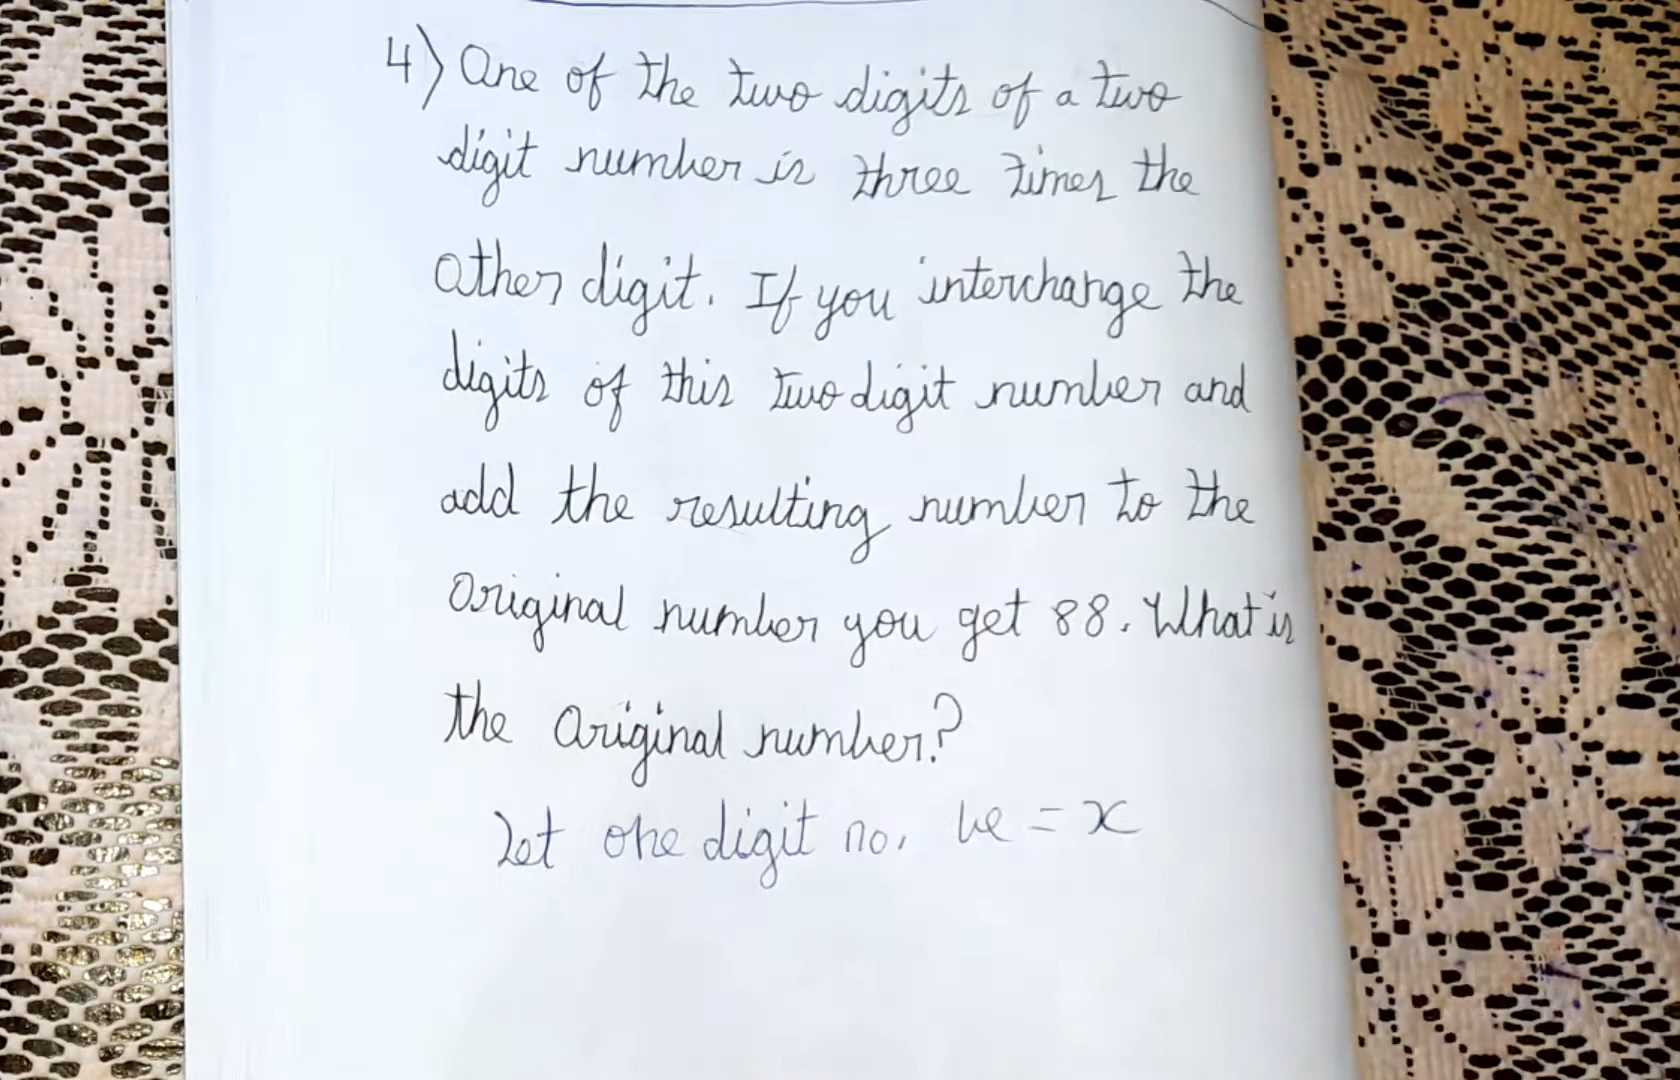 4) One of the two digits of a two
digit number is three times the
other digit. If you interchange the
digits of this two digit number and
add the resulting number to the
original number you get 88. What is
the original number?
Let one digit no. be = x